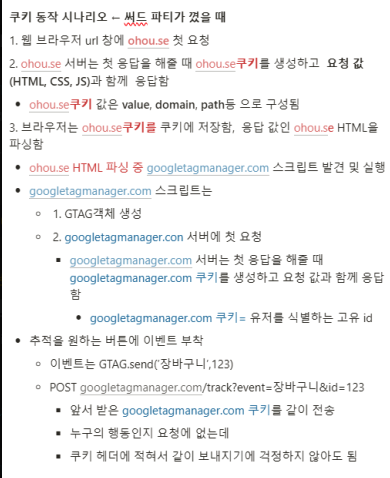 쿠키 동작 시나리오 ← 써드 파티가 꼈을 때
1. 웹 브라우저 url 창에 ohou.se 첫 요청
2. ohou.se 서버는 첫 응답을 해줄 때 ohou.se쿠키를 생성하고 요청 값
(HTML, CSS, JS)과 함께 응답함
• ohou.se쿠키 값은 value, domain, path등 으로 구성됨
3. 브라우저는 ohou.se쿠키를 쿠키에 저장함, 응답 값인 ohou.se HTML을
파싱함
• ohou.se HTML 파싱 중 googletagmanager.com 스크립트 발견 및 실행
• googletagmanager.com 스크립트는
○ 1. GTAG객체 생성
○ 2. googletagmanager.con 서버에 첫 요청
▪ googletagmanager.com 서버는 첫 응답을 해줄 때
googletagmanager.com 쿠키를 생성하고 요청 값과 함께 응답
함
• googletagmanager.com 쿠키= 유저를 식별하는 고유 id
• 추적을 원하는 버튼에 이벤트 부착
○ 이벤트는 GTAG.send('장바구니',123)
○ POST googletagmanager.com/track?event=장바구니&id=123
▪ 앞서 받은 googletagmanager.com 쿠키를 같이 전송
▪ 누구의 행동인지 요청에 없는데
▪ 쿠키 헤더에 적혀서 같이 보내지기에 걱정하지 않아도 됨